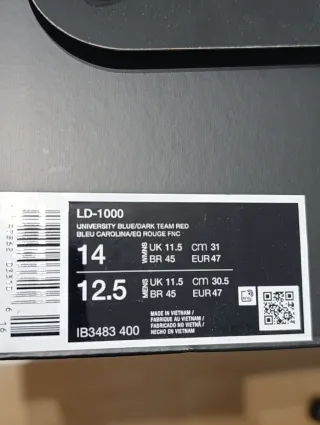 LD-1000
UNIVERSITY BLUE/DARK TEAM RED
BLEU CAROLINA/EQ ROUGE FNC
14 WMNS UK 11.5 cm 31
BR 45 EUR 47
12.5 MENS UK 11.5 cm 30.5
BR 45 EUR 47
MADE IN VIETNAM /
FABRIQUE AU VIETNAM /
FABRICADO NO VIETNÃ /
HECHO EN VIETNAM
IB3483 400